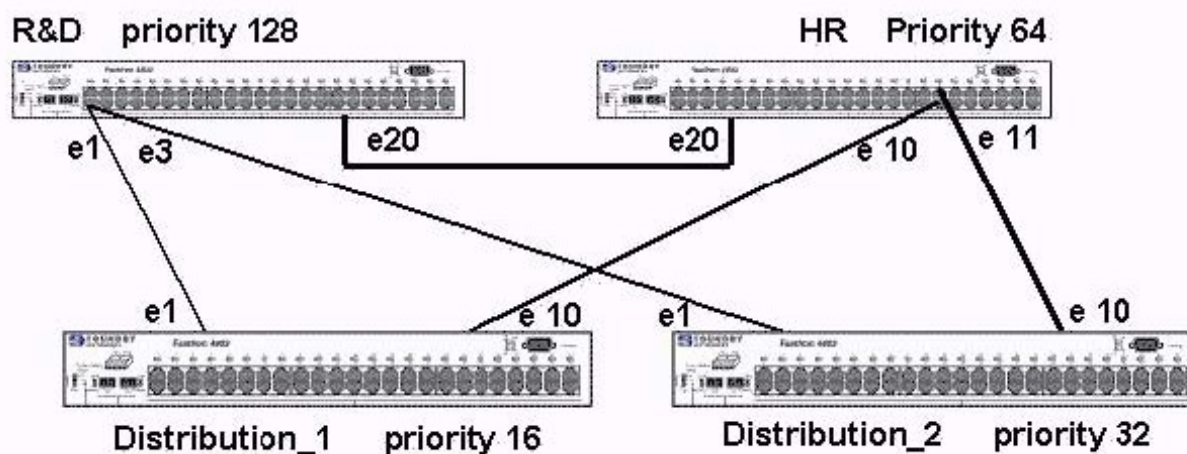 R&D priority 128
HR Priority 64
e1
e3
e20
e20
e 10
e 11
e1
e 10
e1
e 10
Distribution_1 priority 16
Distribution_2 priority 32